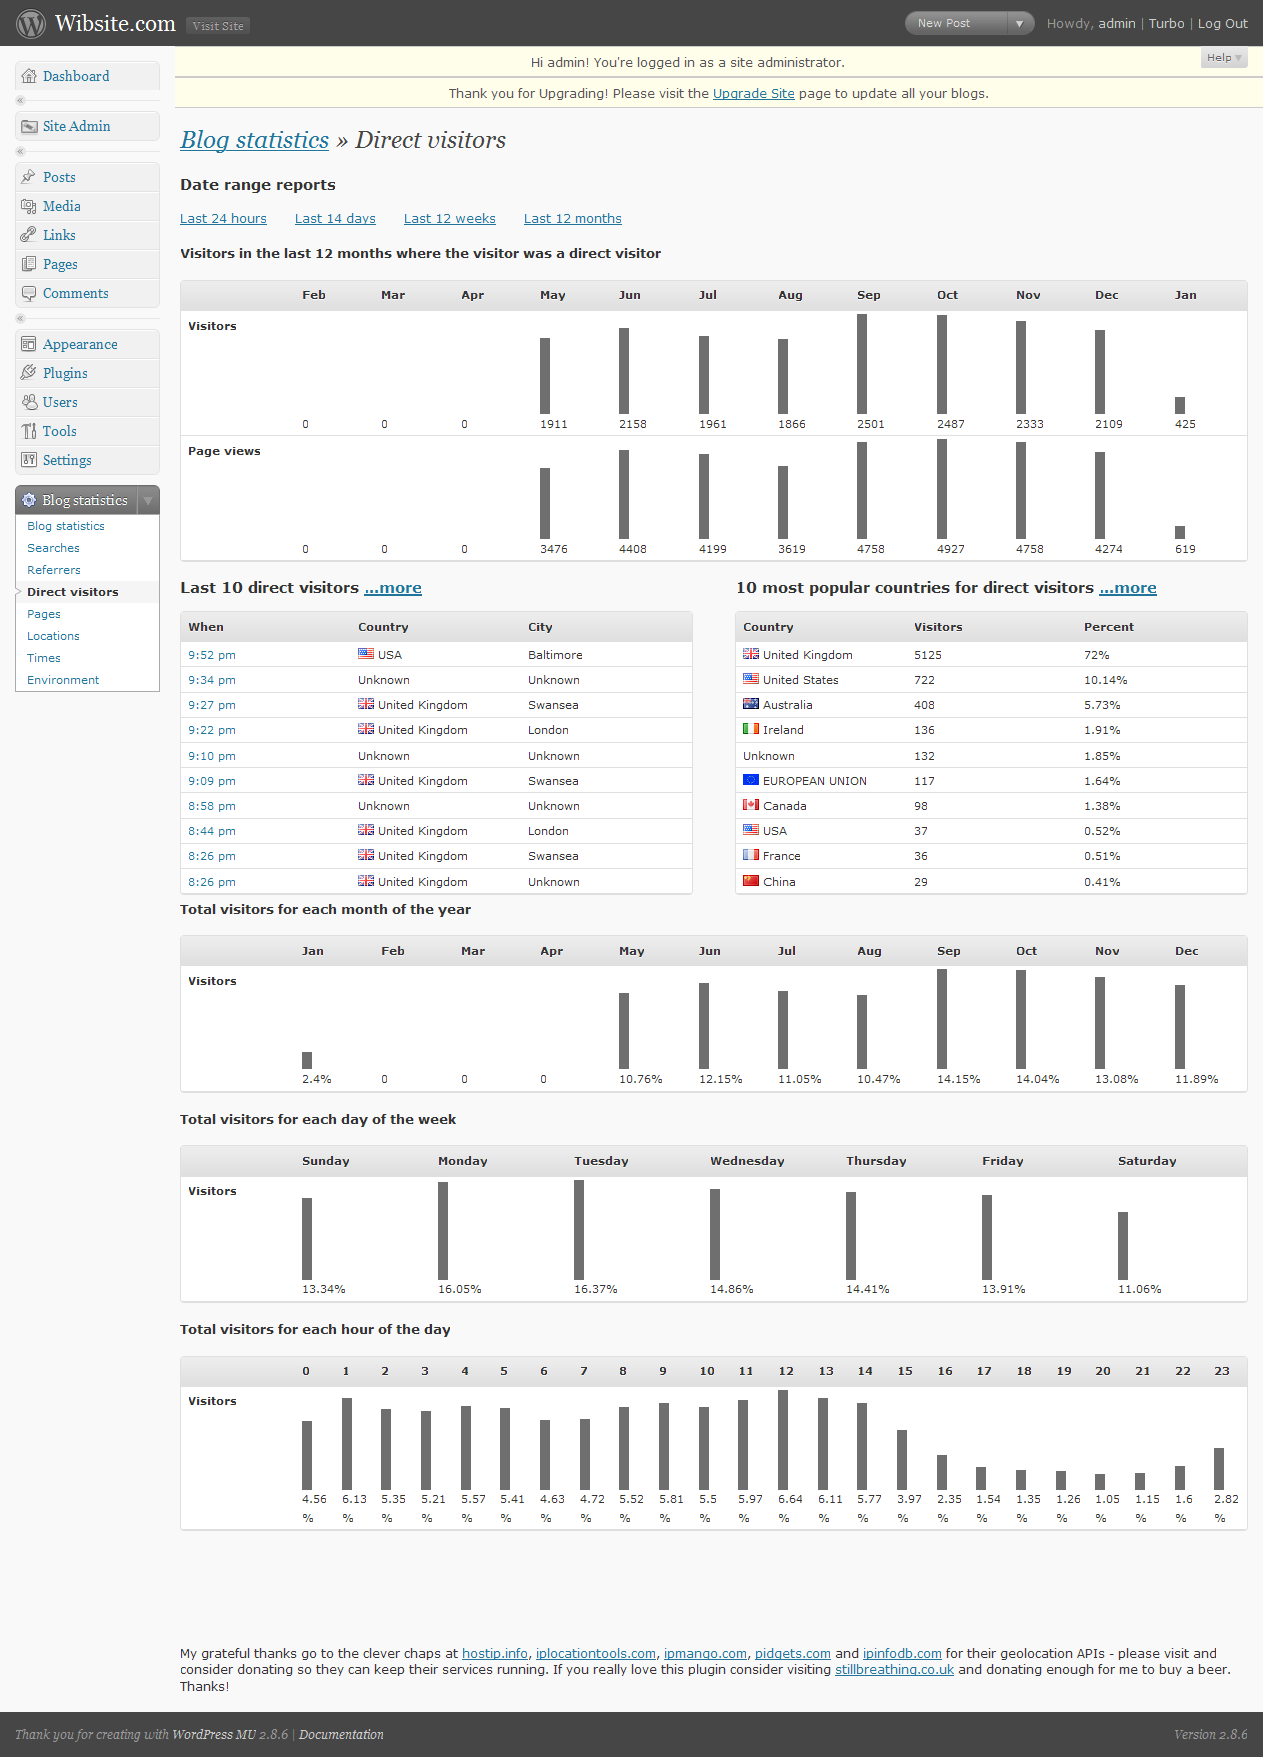 Wibsite.com Visit Site New Post Howdy, admin | Turbo | Log Out
Hi admin! You're logged in as a site administrator. Help
Thank you for Upgrading! Please visit the Upgrade Site page to update all your blogs.
Dashboard
Site Admin
Posts
Media
Links
Pages
Comments
Appearance
Plugins
Users
Tools
Settings
Blog statistics
Blog statistics
Searches
Referrers
Direct visitors
Pages
Locations
Times
Environment
Blog statistics » Direct visitors
Date range reports
Last 24 hours Last 14 days Last 12 weeks Last 12 months
Visitors in the last 12 months where the visitor was a direct visitor
Feb Mar Apr May Jun Jul Aug Sep Oct Nov Dec Jan
Visitors
0 0 0 1911 2158 1961 1866 2501 2487 2333 2109 425
Page views
0 0 0 3476 4408 4199 3619 4758 4927 4758 4274 619
Last 10 direct visitors ...more
When Country City
9:52 pm USA Baltimore
9:34 pm Unknown Unknown
9:27 pm United Kingdom Swansea
9:22 pm United Kingdom London
9:10 pm Unknown Unknown
9:09 pm United Kingdom Swansea
8:58 pm Unknown Unknown
8:44 pm United Kingdom London
8:26 pm United Kingdom Swansea
8:26 pm United Kingdom Unknown
10 most popular countries for direct visitors ...more
Country Visitors Percent
United Kingdom 5125 72%
United States 722 10.14%
Australia 408 5.73%
Ireland 136 1.91%
Unknown 132 1.85%
EUROPEAN UNION 117 1.64%
Canada 98 1.38%
USA 37 0.52%
France 36 0.51%
China 29 0.41%
Total visitors for each month of the year
Jan Feb Mar Apr May Jun Jul Aug Sep Oct Nov Dec
Visitors
2.4% 0 0 0 10.76% 12.15% 11.05% 10.47% 14.15% 14.04% 13.08% 11.89%
Total visitors for each day of the week
Sunday Monday Tuesday Wednesday Thursday Friday Saturday
Visitors
13.34% 16.05% 16.37% 14.86% 14.41% 13.91% 11.06%
Total visitors for each hour of the day
0 1 2 3 4 5 6 7 8 9 10 11 12 13 14 15 16 17 18 19 20 21 22 23
Visitors
4.56 6.13 5.35 5.21 5.57 5.41 4.63 4.72 5.52 5.81 5.5 5.97 6.64 6.11 5.77 3.97 2.35 1.54 1.35 1.26 1.05 1.15 1.6 2.82
% % % % % % % % % % % % % % % % % % % % % % % %
My grateful thanks go to the clever chaps at hostip.info, iplocationtools.com, ipmango.com, pidgets.com and ipinfodb.com for their geolocation APIs - please visit and
consider donating so they can keep their services running. If you really love this plugin consider visiting stillbreathing.co.uk and donating enough for me to buy a beer.
Thanks!
Thank you for creating with WordPress MU 2.8.6 | Documentation Version 2.8.6